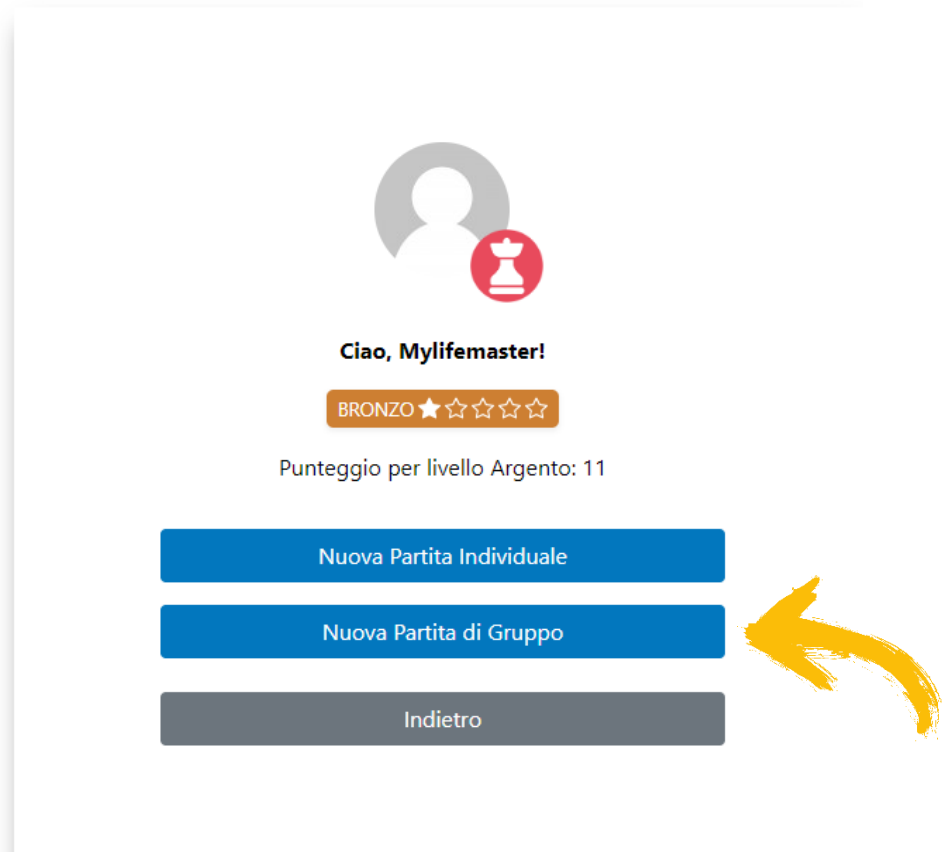 Ciao, Mylifemaster!
BRONZO
Punteggio per livello Argento: 11
Nuova Partita Individuale
Nuova Partita di Gruppo
Indietro